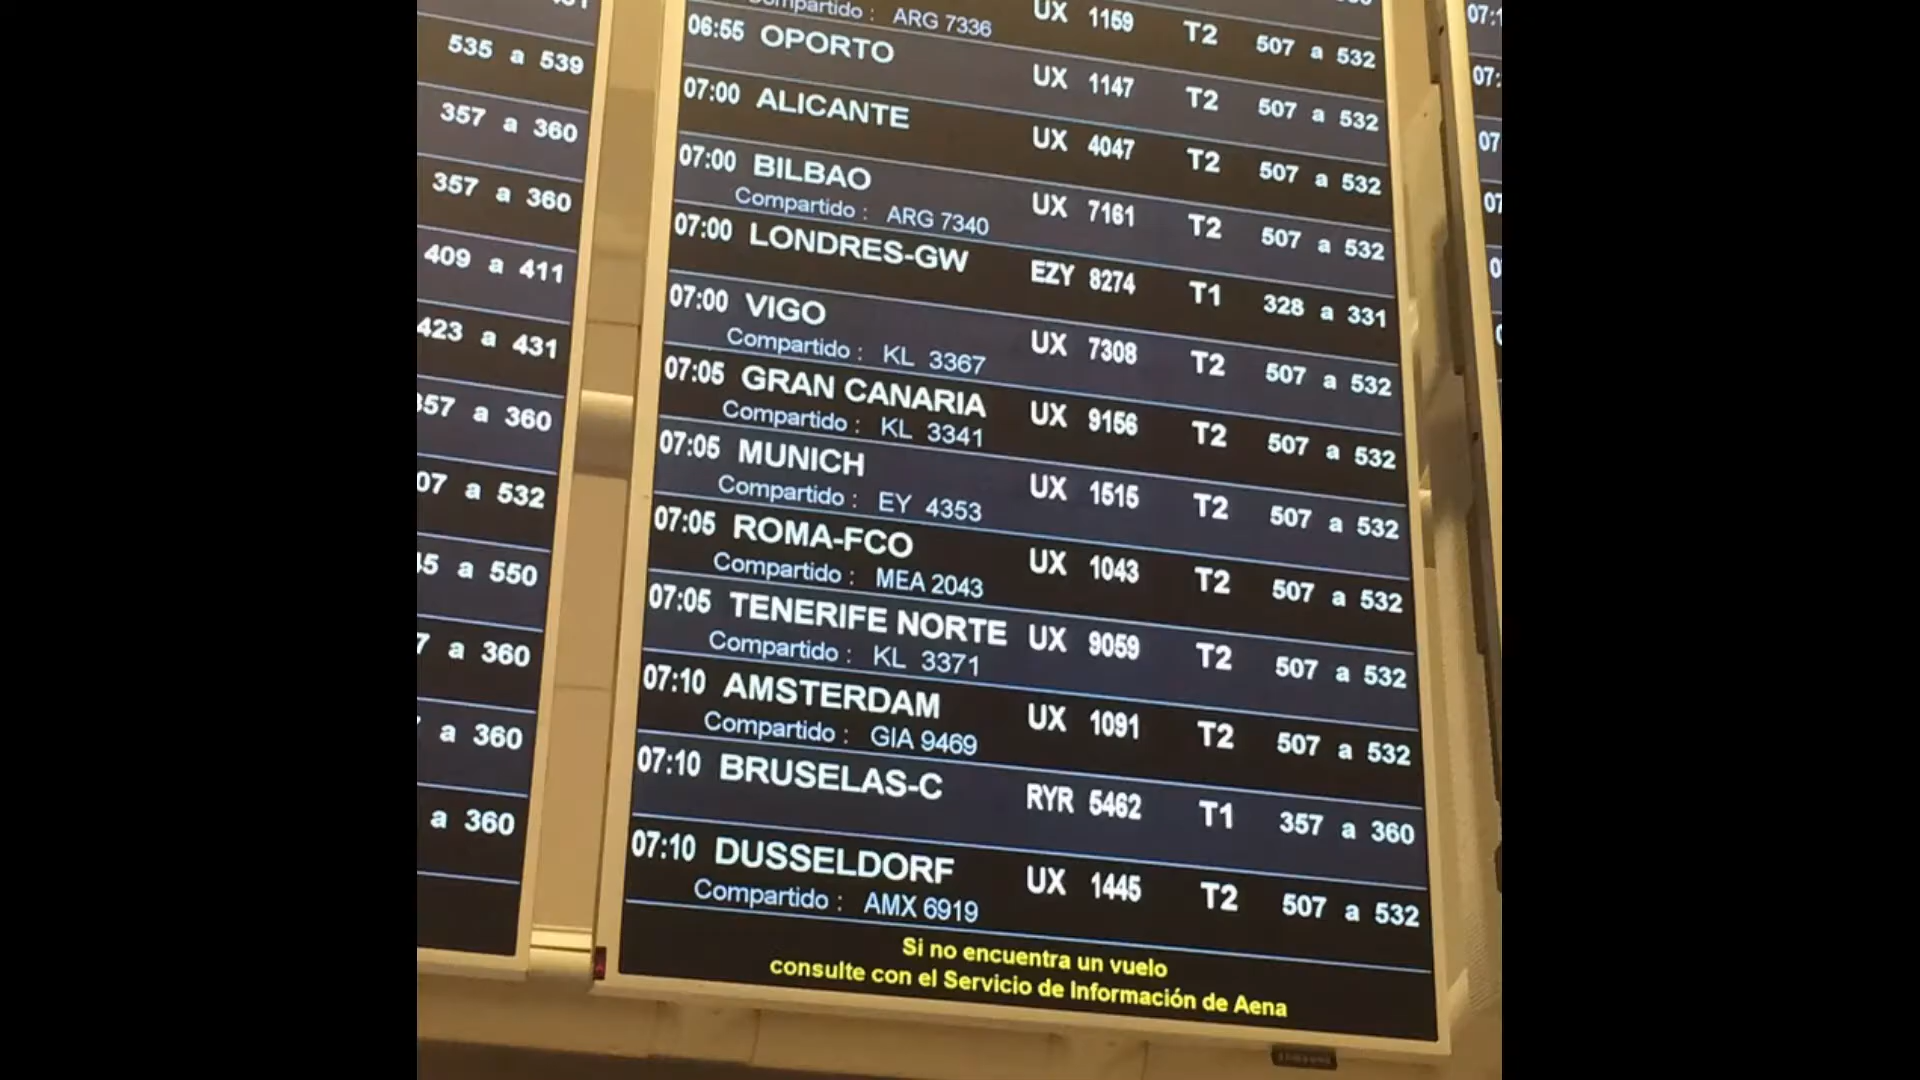 535 a 539
357 a 360
357 a 360
409 a 411
423 a 431
357 a 360
07 a 532
5 a 550
7 a 360
a 360
a 360
Compartido : ARG 7336 UX 1159 T2 507 a 532
06:55 OPORTO UX 1147 T2 507 a 532
07:00 ALICANTE UX 4047 T2 507 a 532
07:00 BILBAO UX 7161 T2 507 a 532
Compartido : ARG 7340
07:00 LONDRES-GW EZY 8274 T1 328 a 331
07:00 VIGO UX 7308 T2 507 a 532
Compartido : KL 3367
07:05 GRAN CANARIA UX 9156 T2 507 a 532
Compartido : KL 3341
07:05 MUNICH UX 1515 T2 507 a 532
Compartido : EY 4353
07:05 ROMA-FCO UX 1043 T2 507 a 532
Compartido : MEA 2043
07:05 TENERIFE NORTE UX 9059 T2 507 a 532
Compartido : KL 3371
07:10 AMSTERDAM UX 1091 T2 507 a 532
Compartido : GIA 9469
07:10 BRUSELAS-C RYR 5462 T1 357 a 360
07:10 DUSSELDORF UX 1445 T2 507 a 532
Compartido : AMX 6919
Si no encuentra un vuelo
consulte con el Servicio de Información de Aena
07:
07:
07
07